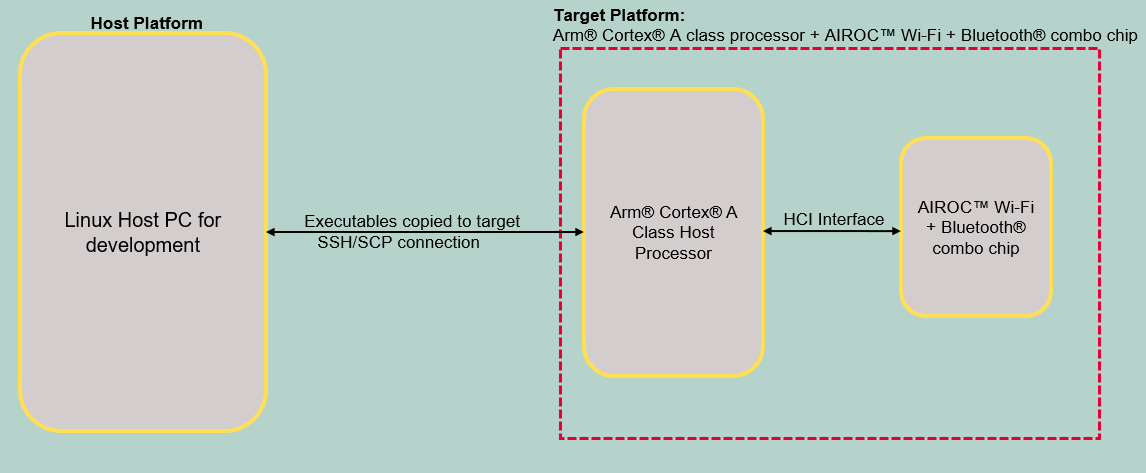 Host Platform
Target Platform:
Arm® Cortex® A class processor + AIROC™ Wi-Fi + Bluetooth® combo chip
Linux Host PC for
development
Executables copied to target
SSH/SCP connection
Arm® Cortex® A
Class Host
Processor
HCI Interface
AIROC™ Wi-Fi
+ Bluetooth®
combo chip